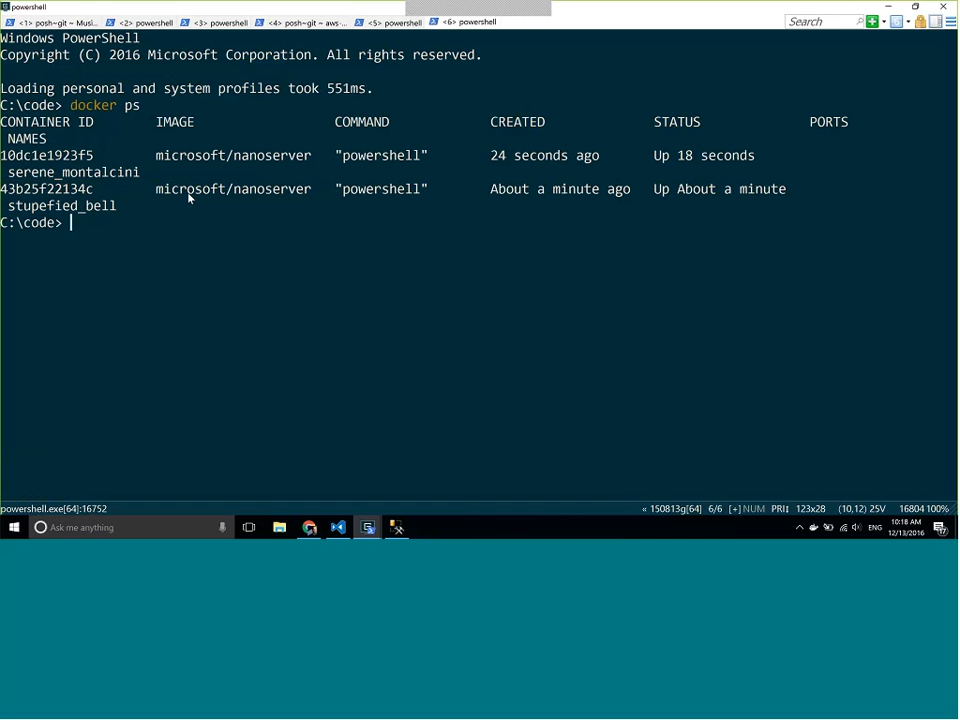 powershell
<1> posh~git ~ Musi... <2> powershell <3> powershell <4> posh~git ~ aws-... <5> powershell <6> powershell Search
Windows PowerShell
Copyright (C) 2016 Microsoft Corporation. All rights reserved.
Loading personal and system profiles took 551ms.
C:\code> docker ps
CONTAINER ID IMAGE COMMAND CREATED STATUS PORTS
NAMES
10dc1e1923f5 microsoft/nanoserver "powershell" 24 seconds ago Up 18 seconds
serene_montalcini
43b25f22134c microsoft/nanoserver "powershell" About a minute ago Up About a minute
stupefied_bell
C:\code>
powershell.exe[64]:16752 « 150813g[64] 6/6 [+] NUM PRI↕ 123x28 (10,12) 25V 16804 100%
Ask me anything ENG 10:18 AM
12/13/2016